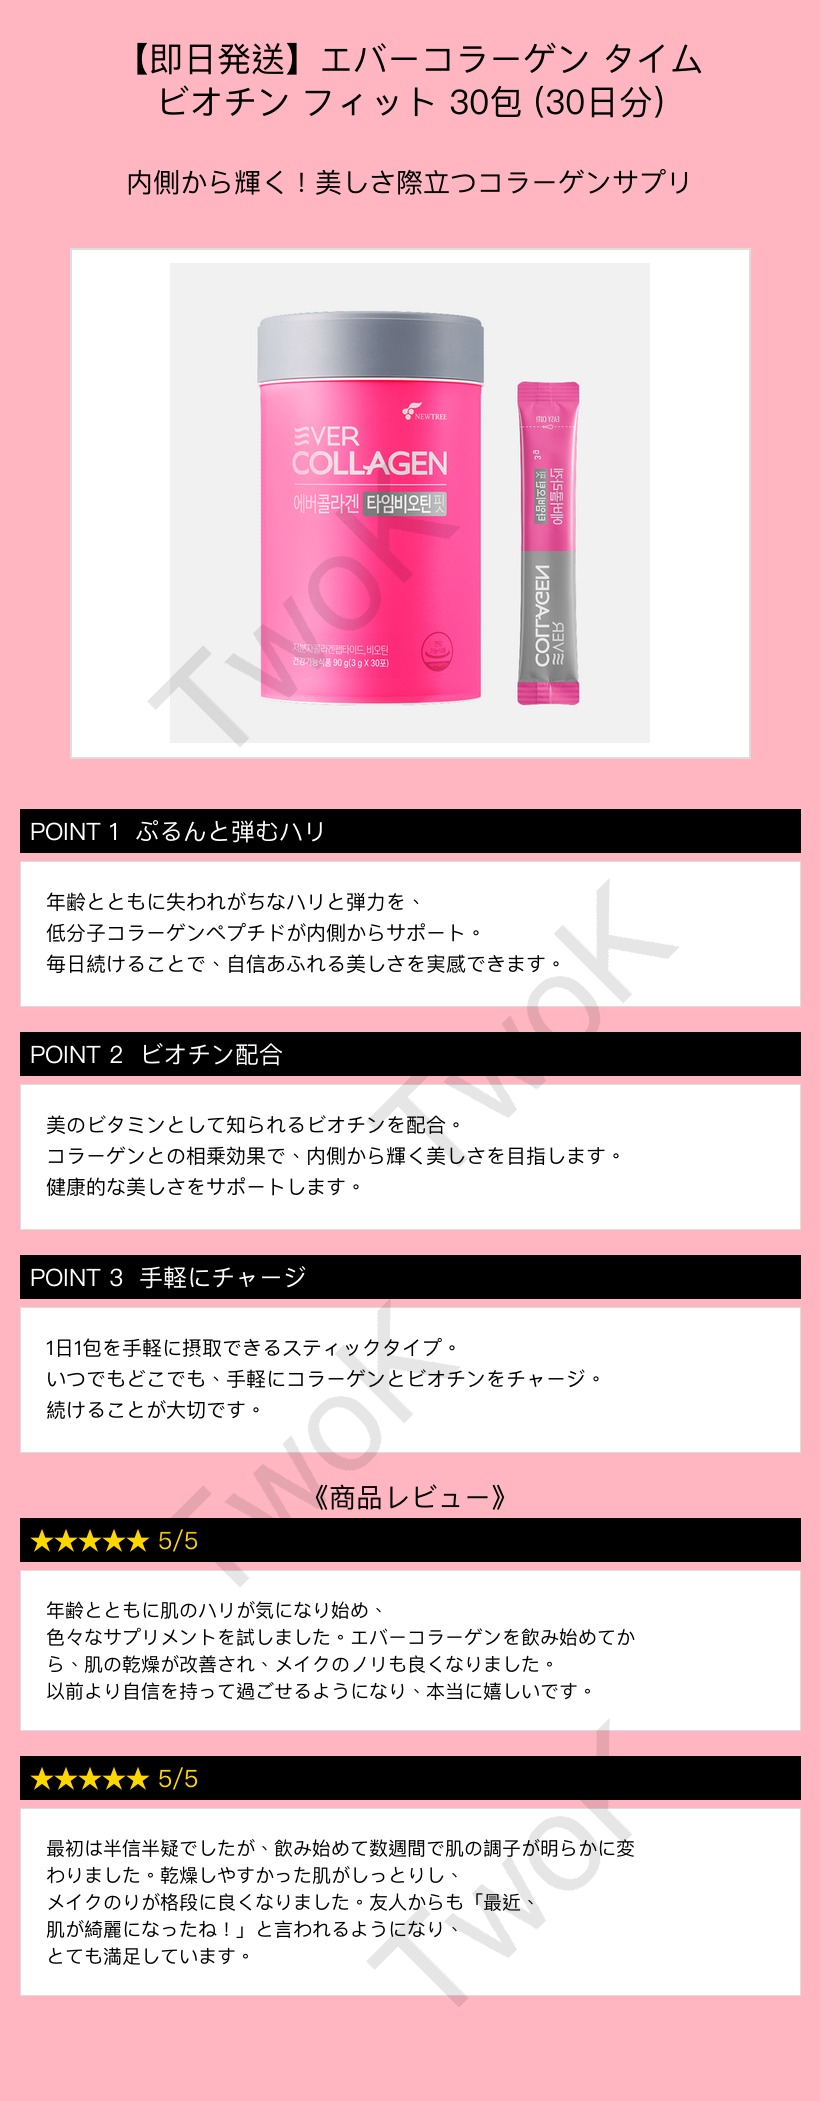 【即日発送】エバーコラーゲン タイム
ビオチン フィット 30包 (30日分)
内側から輝く！美しさ際立つコラーゲンサプリ
NEWTREE
EVER
COLLAGEN
에버콜라겐 타임비오틴 핏
저분자콜라겐펩타이드, 비오틴
건강기능식품 90 g(3 g X 30포)
EASY CUT
3 g
에버콜라겐
타임비오틴 핏
EVER
COLLAGEN
TwoK
POINT 1 ぷるんと弾むハリ
年齢とともに失われがちなハリと弾力を、
低分子コラーゲンペプチドが内側からサポート。
毎日続けることで、自信あふれる美しさを実感できます。
TwoK
POINT 2 ビオチン配合
美のビタミンとして知られるビオチンを配合。
コラーゲンとの相乗効果で、内側から輝く美しさを目指します。
健康的な美しさをサポートします。
POINT 3 手軽にチャージ
1日1包を手軽に摂取できるスティックタイプ。
いつでもどこでも、手軽にコラーゲンとビオチンをチャージ。
続けることが大切です。
TwoK
《商品レビュー》
★★★★★ 5/5
年齢とともに肌のハリが気になり始め、
色々なサプリメントを試しました。エバーコラーゲンを飲み始めてか
ら、肌の乾燥が改善され、メイクのノリも良くなりました。
以前より自信を持って過ごせるようになり、本当に嬉しいです。
★★★★★ 5/5
最初は半信半疑でしたが、飲み始めて数週間で肌の調子が明らかに変
わりました。乾燥しやすかった肌がしっとりし、
メイクのりが格段に良くなりました。友人からも「最近、
肌が綺麗になったね！」と言われるようになり、
とても満足しています。
TwoK